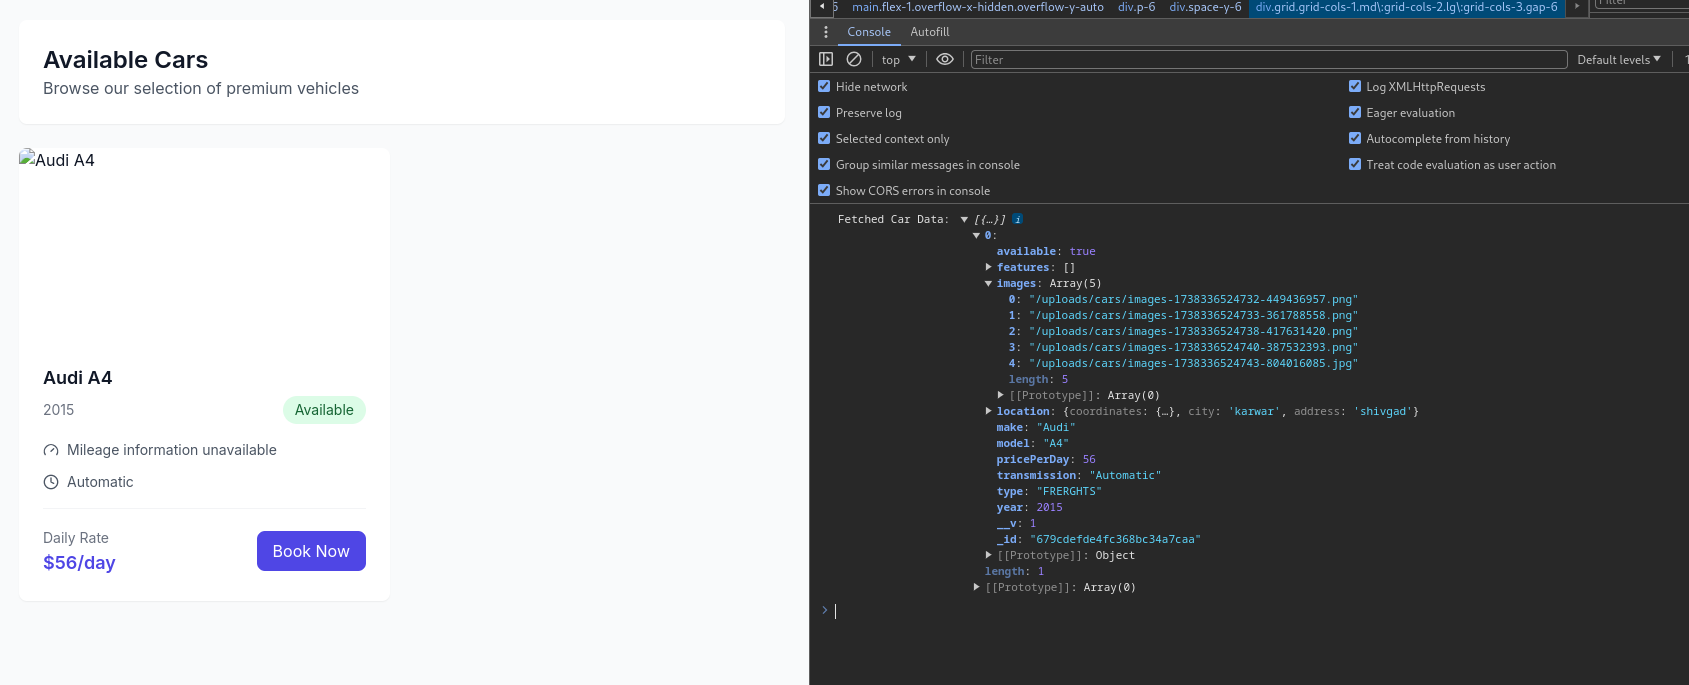 Available Cars
Browse our selection of premium vehicles
Audi A4
Audi A4
2015
Available
Mileage information unavailable
Automatic
Daily Rate
$56/day
Book Now
main.flex-1.overflow-x-hidden.overflow-y-auto div.p-6 div.space-y-6 div.grid.grid-cols-1.md\:grid-cols-2.lg\:grid-cols-3.gap-6
Console Autofill
top Filter Default levels
Hide network Log XMLHttpRequests
Preserve log Eager evaluation
Selected context only Autocomplete from history
Group similar messages in console Treat code evaluation as user action
Show CORS errors in console
Fetched Car Data: [{…}] i
0:
available: true
features: []
images: Array(5)
0: "/uploads/cars/images-1738336524732-449436957.png"
1: "/uploads/cars/images-1738336524733-361788558.png"
2: "/uploads/cars/images-1738336524738-417631420.png"
3: "/uploads/cars/images-1738336524740-387532393.png"
4: "/uploads/cars/images-1738336524743-804016085.jpg"
length: 5
[[Prototype]]: Array(0)
location: {coordinates: {…}, city: 'karwar', address: 'shivgad'}
make: "Audi"
model: "A4"
pricePerDay: 56
transmission: "Automatic"
type: "FRERGHTS"
year: 2015
__v: 1
_id: "679cdefde4fc368bc34a7caa"
[[Prototype]]: Object
length: 1
[[Prototype]]: Array(0)